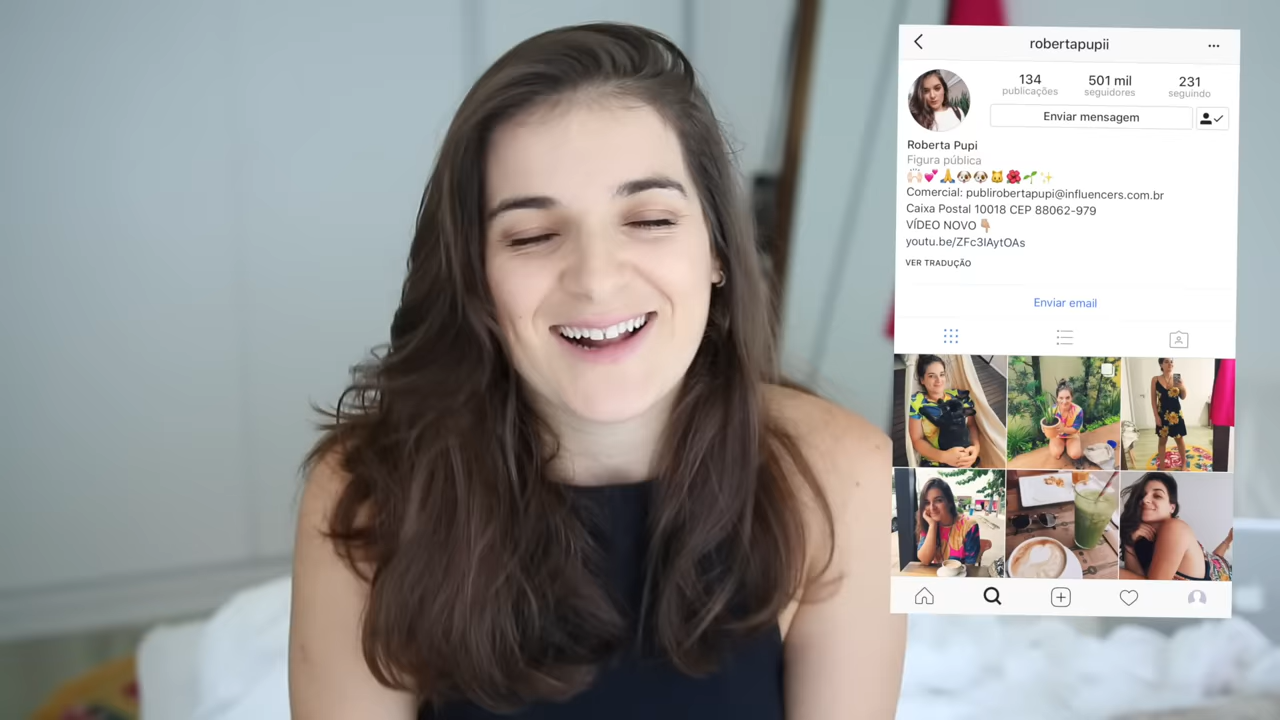 robertapupii
134 501 mil 231
publicações seguidores seguindo
Enviar mensagem
Roberta Pupi
Figura pública
🙌🏻💕🙏🐶🐶🐱🌺🌱✨
Comercial: publirobertapupi@influencers.com.br
Caixa Postal 10018 CEP 88062-979
VÍDEO NOVO 👇🏼
youtu.be/ZFc3lAytOAs
VER TRADUÇÃO
Enviar email